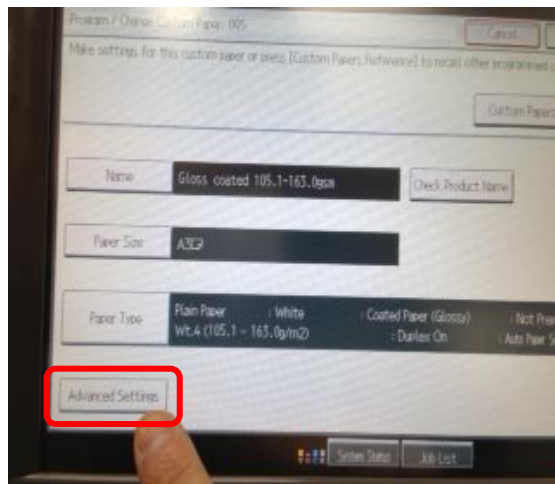 Program / Change Custom Paper: 005
Cancel
Make settings for this custom paper or press [Custom Papers Reference] to recall other programmed
Custom Papers
Name
Gloss coated 105.1-163.0gsm
Check Product Name
Paper Size
A3
Paper Type
Plain Paper : White : Coated Paper (Glossy) : Not
Wt.4 (105.1 - 163.0g/m2) : Duplex On : Auto Paper
Advanced Settings
System Status
Job List